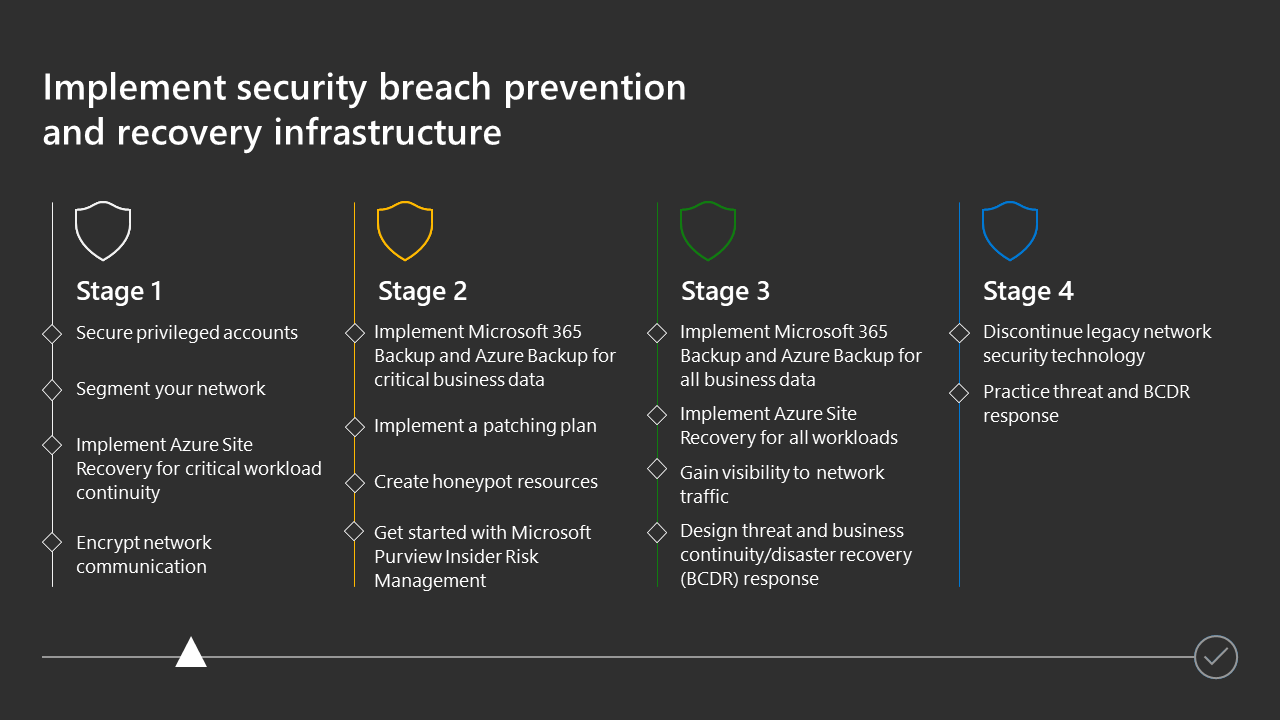 Implement security breach prevention
and recovery infrastructure
Stage 1
Secure privileged accounts
Segment your network
Implement Azure Site
Recovery for critical workload
continuity
Encrypt network
communication
Stage 2
Implement Microsoft 365
Backup and Azure Backup for
critical business data
Implement a patching plan
Create honeypot resources
Get started with Microsoft
Purview Insider Risk
Management
Stage 3
Implement Microsoft 365
Backup and Azure Backup for
all business data
Implement Azure Site
Recovery for all workloads
Gain visibility to network
traffic
Design threat and business
continuity/disaster recovery
(BCDR) response
Stage 4
Discontinue legacy network
security technology
Practice threat and BCDR
response